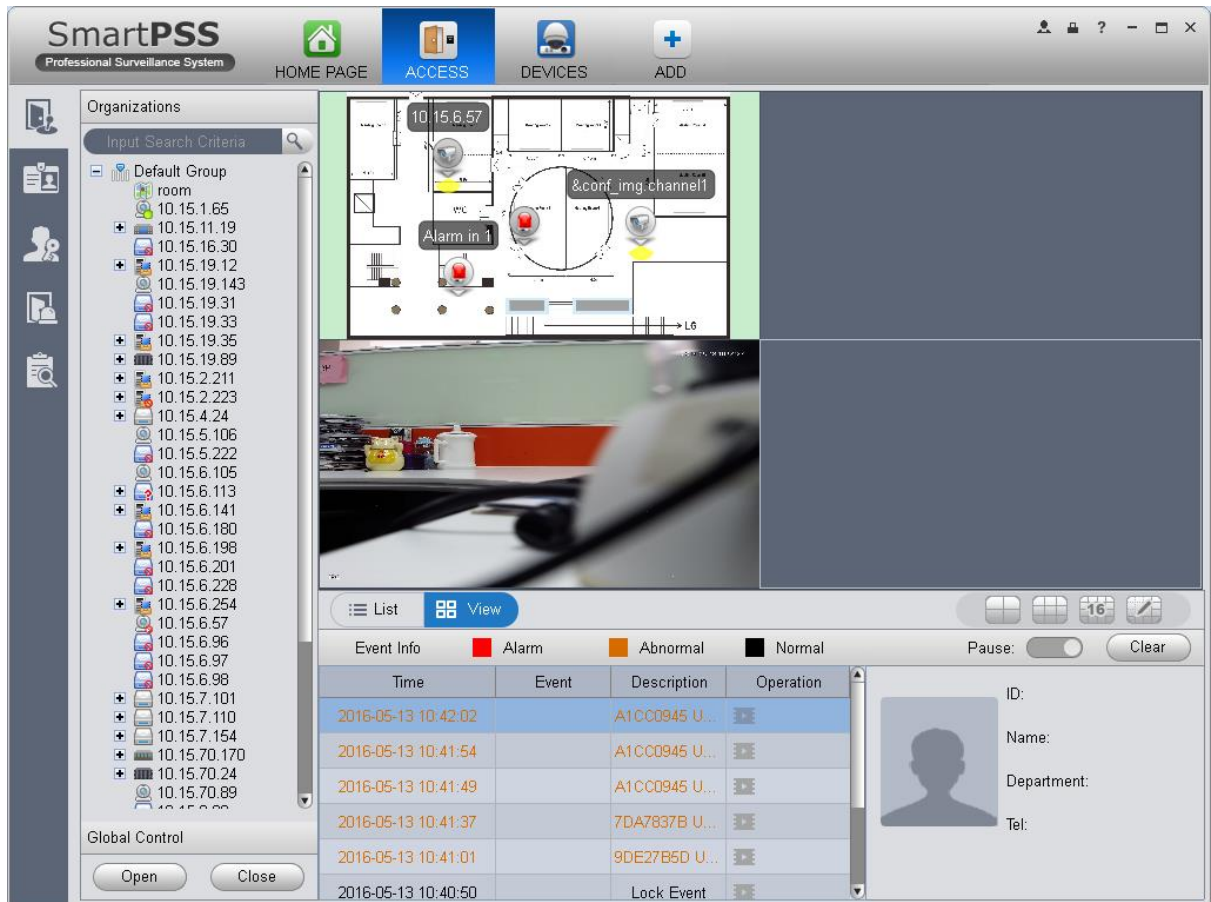 SmartPSS
Professional Surveillance System
HOME PAGE
ACCESS
DEVICES
ADD
Organizations
Input Search Criteria
Default Group
room
10.15.1.65
10.15.11.19
10.15.16.30
10.15.19.12
10.15.19.143
10.15.19.31
10.15.19.33
10.15.19.35
10.15.19.89
10.15.2.211
10.15.2.223
10.15.4.24
10.15.5.106
10.15.5.222
10.15.6.105
10.15.6.113
10.15.6.141
10.15.6.180
10.15.6.198
10.15.6.201
10.15.6.228
10.15.6.254
10.15.6.57
10.15.6.96
10.15.6.97
10.15.6.98
10.15.7.101
10.15.7.110
10.15.7.154
10.15.70.170
10.15.70.24
10.15.70.89
Global Control
Open Close
10.15.6.57
&conf_img.channel1
WC
Alarm in 1
L6
List View
16
Event Info Alarm Abnormal Normal Pause: Clear
Time Event Description Operation
2016-05-13 10:42:02 A1CC0945 U...
2016-05-13 10:41:54 A1CC0945 U...
2016-05-13 10:41:49 A1CC0945 U...
2016-05-13 10:41:37 7DA7837B U...
2016-05-13 10:41:01 9DE27B5D U...
2016-05-13 10:40:50 Lock Event
ID:
Name:
Department:
Tel: